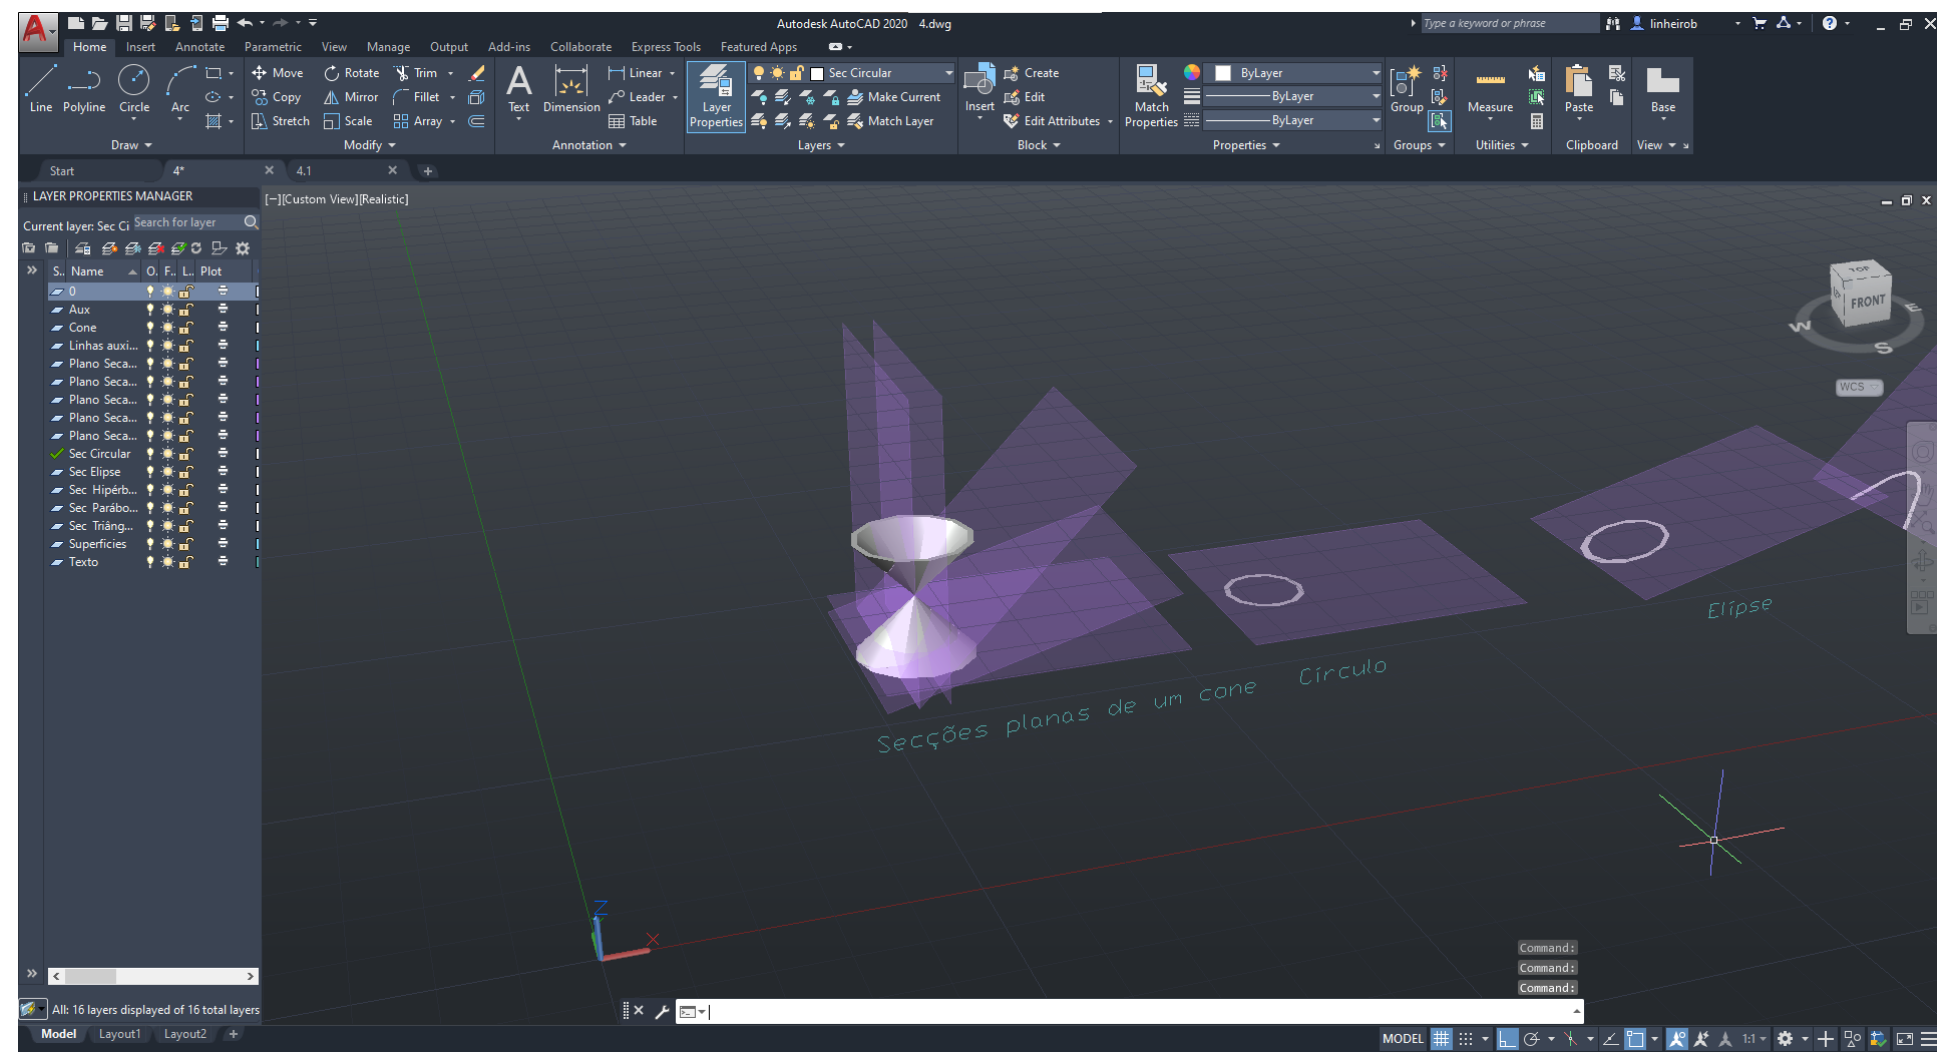 Autodesk AutoCAD 2020 4.dwg
Type a keyword or phrase
linheirob
Home Insert Annotate Parametric View Manage Output Add-ins Collaborate Express Tools Featured Apps
Line Polyline Circle Arc
Move Rotate Trim
Copy Mirror Fillet
Stretch Scale Array
Text Dimension
Linear
Leader
Table
Layer Properties
Sec Circular
Make Current
Match Layer
Insert
Create
Edit
Edit Attributes
Match Properties
ByLayer
ByLayer
ByLayer
Group
Measure
Paste
Base
Draw Modify Annotation Layers Block Properties Groups Utilities Clipboard View
Start 4* 4.1
LAYER PROPERTIES MANAGER
Current layer: Sec Ci
Search for layer
S.. Name O. F.. L.. Plot
0
Aux
Cone
Linhas auxi...
Plano Seca...
Plano Seca...
Plano Seca...
Plano Seca...
Plano Seca...
Sec Circular
Sec Elipse
Sec Hipérb...
Sec Parábo...
Sec Triâng...
Superficies
Texto
All: 16 layers displayed of 16 total layers
[−][Custom View][Realistic]
TOP
FRONT
W
S
E
WCS
Secções planas de um cone
Círculo
Elípse
Z
X
Command:
Command:
Command:
Model Layout1 Layout2
MODEL
1:1